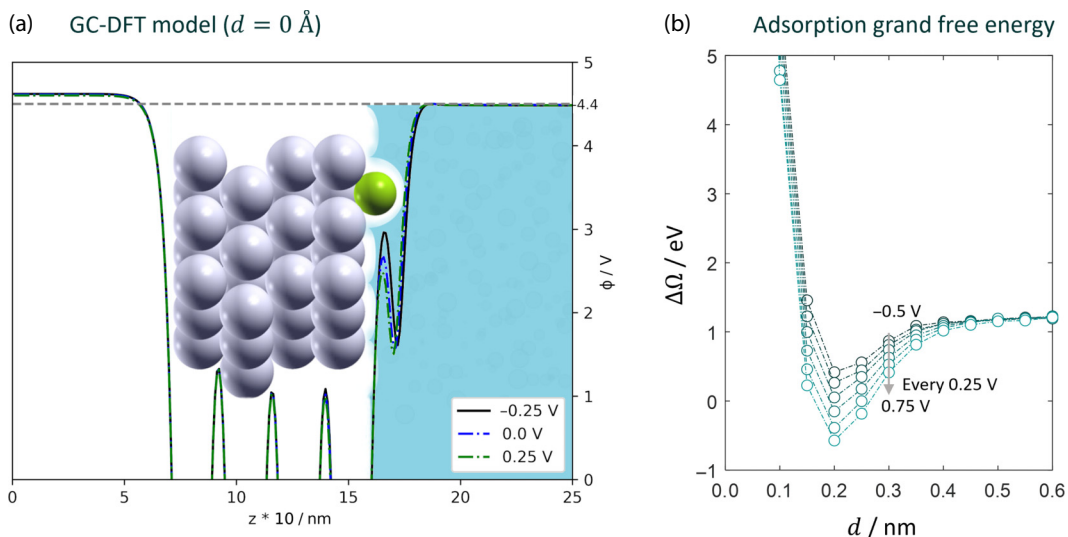 (a) GC-DFT model (d = 0 Å)
5
4.4
4
3
2
1
0
ϕ / V
–0.25 V
0.0 V
0.25 V
0 5 10 15 20 25
z * 10 / nm
(b) Adsorption grand free energy
5
4
3
2
1
0
−1
ΔΩ / eV
–0.5 V
Every 0.25 V
0.75 V
0.0 0.1 0.2 0.3 0.4 0.5 0.6
d / nm